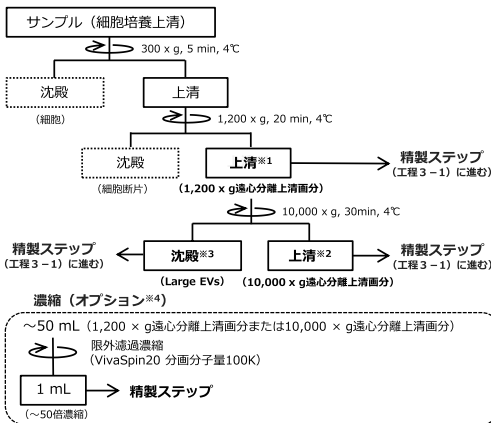 サンプル（細胞培養上清）
300 x g, 5 min, 4℃
沈殿
上清
（細胞）
1,200 x g, 20 min, 4℃
沈殿
上清※1
精製ステップ
（工程３－１）に進む）
（細胞断片）
（1,200 x g遠心分離上清画分）
10,000 x g, 30min, 4℃
精製ステップ
（工程３－１）に進む）
沈殿※3
上清※2
精製ステップ
（工程３－１）に進む）
（Large EVs）
（10,000 x g遠心分離上清画分）
濃縮（オプション※4）
～50 mL（1,200 × g遠心分離上清画分または10,000 × g遠心分離上清画分）
限外濾過濃縮
（VivaSpin20 分画分子量100K）
1 mL
精製ステップ
（～50倍濃縮）